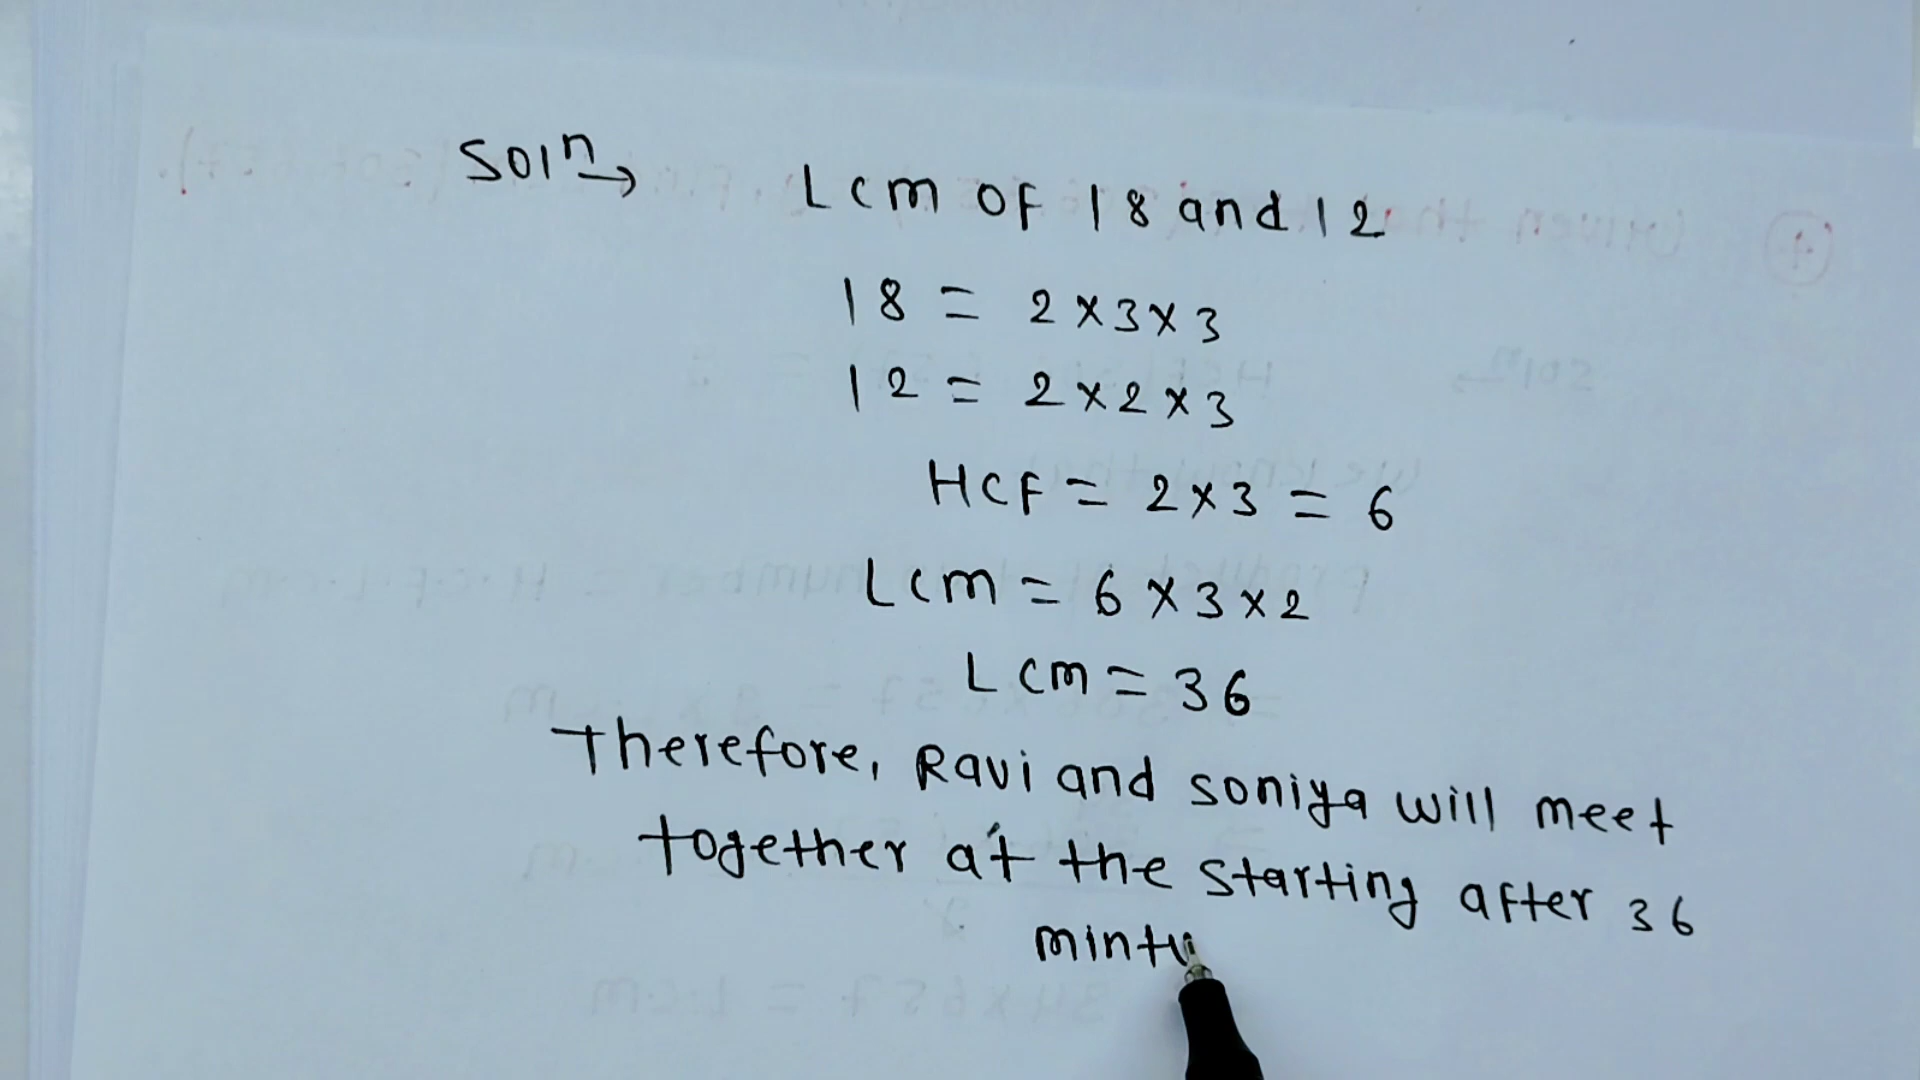 Soln→
Lcm of 18 and 12
18 = 2×3×3
12 = 2×2×3
HCF = 2×3 = 6
Lcm = 6×3×2
Lcm = 36
Therefore, Ravi and soniya will meet
together at the starting after 36
mintu